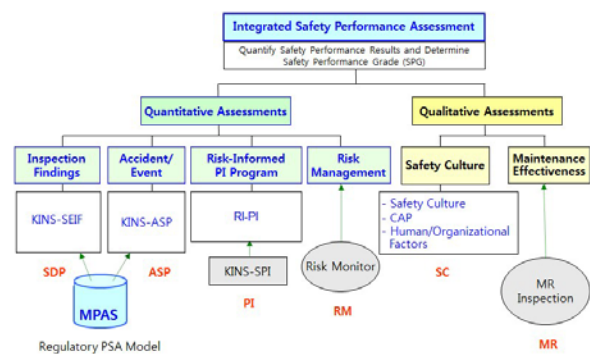 Integrated Safety Performance Assessment
Quantify Safety Performance Results and Determine
Safety Performance Grade (SPG)
Quantitative Assessments
Qualitative Assessments
Inspection
Findings
Accident/
Event
Risk-Informed
PI Program
Risk
Management
Safety Culture
Maintenance
Effectiveness
KINS-SEIF
KINS-ASP
RI-PI
- Safety Culture
- CAP
- Human/Organizational
Factors
SDP
ASP
KINS-SPI
PI
Risk Monitor
RM
SC
MR
Inspection
MR
MPAS
Regulatory PSA Model